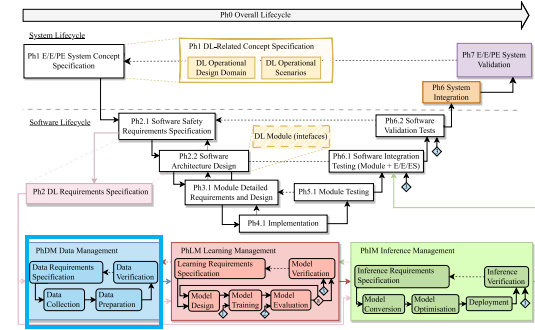 Ph0 Overall Lifecycle
System Lifecycle
Ph1 E/E/PE System Concept
Specification
Ph1 DL-Related Concept Specification
DL Operational
Design Domain
DL Operational
Scenarios
Ph7 E/E/PE System
Validation
Ph6 System
Integration
Software Lifecycle
Ph2.1 Software Safety
Requirements Specification
Ph6.2 Software
Validation Tests
DL Module (intefaces)
Ph2.2 Software
Architecture Design
Ph6.1 Software Integration
Testing (Module + E/E/ES)
Ph2 DL Requirements Specification
Ph3.1 Module Detailed
Requirements and Design
Ph5.1 Module Testing
Ph4.1 Implementation
PhDM Data Management
Data Requirements
Specification
Data
Verification
Data
Collection
Data
Preparation
PhLM Learning Management
Learning Requirements
Specification
Model
Verification
Model
Design
Model
Training
Model
Evaluation
PhIM Inference Management
Inference Requirements
Specification
Inference
Verification
Model
Conversion
Model
Optimisation
Deployment